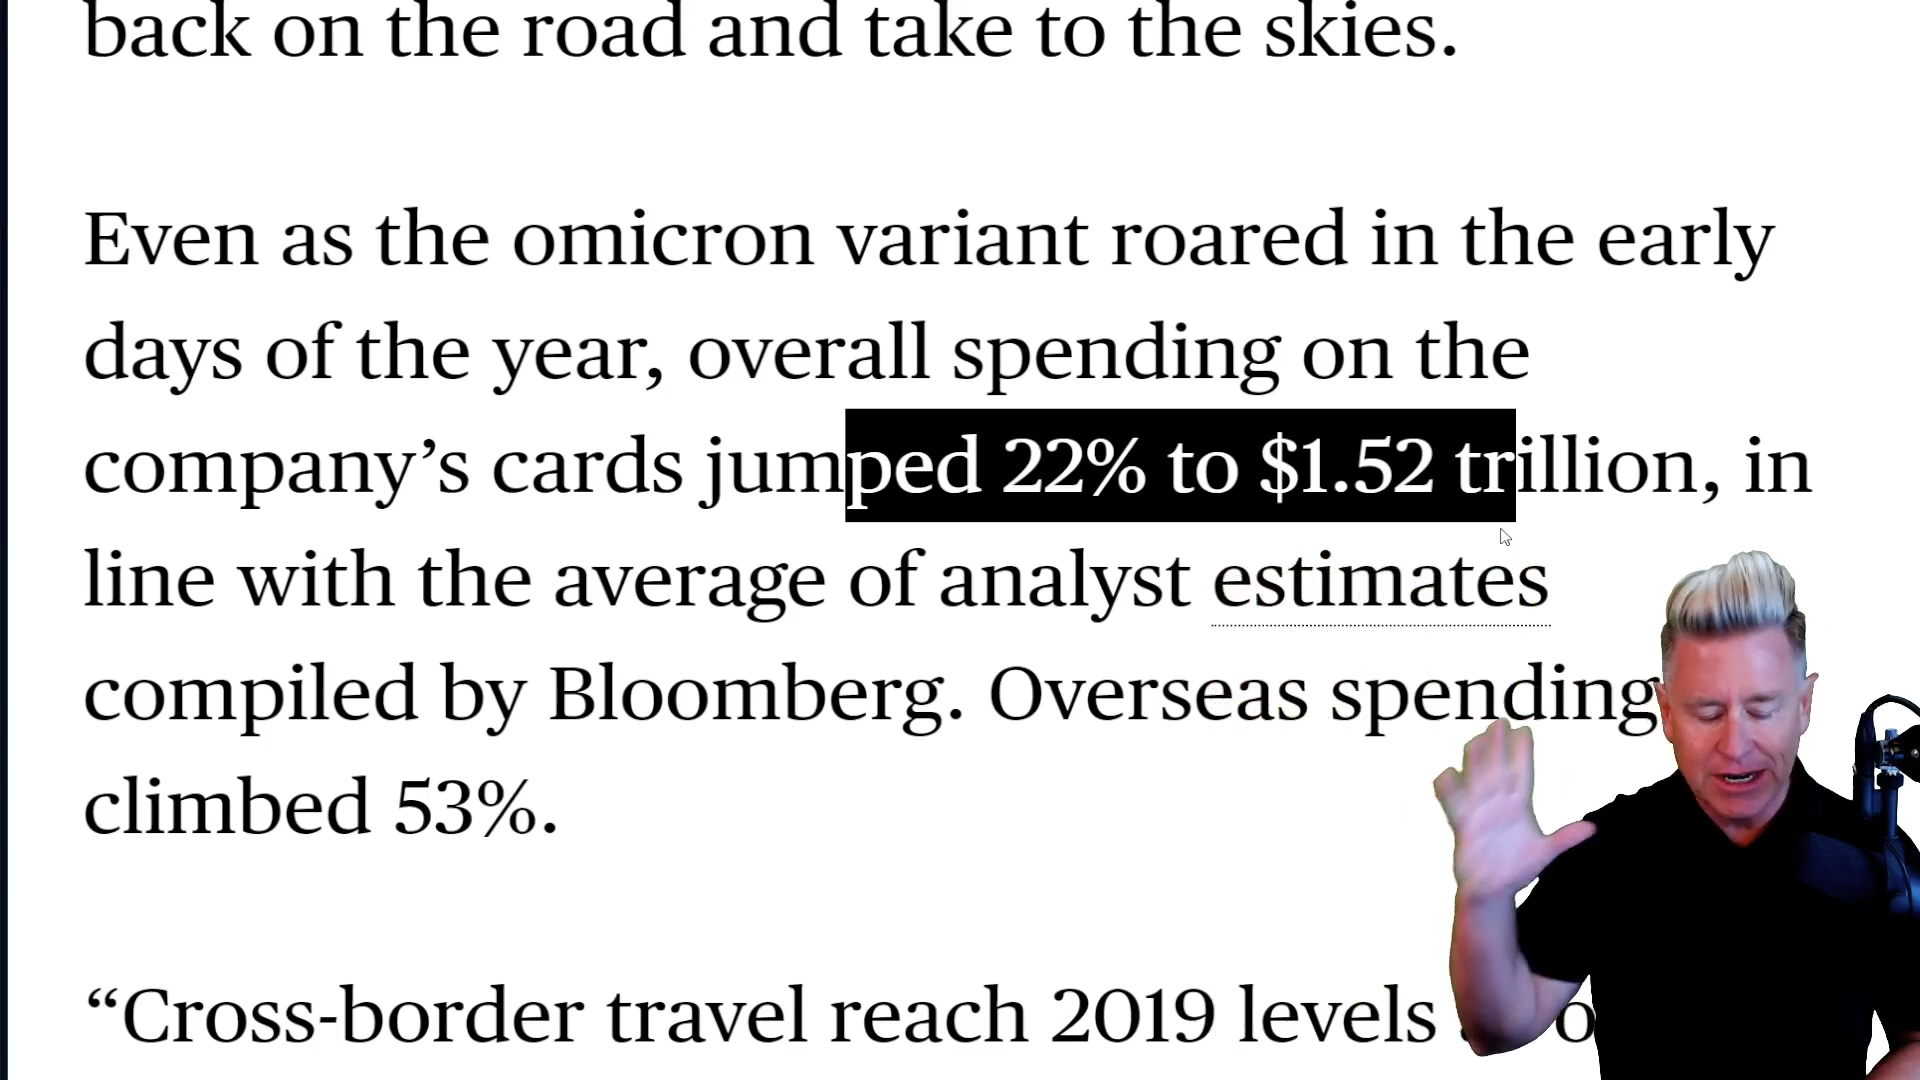 back on the road and take to the skies.
Even as the omicron variant roared in the early
days of the year, overall spending on the
company’s cards jumped 22% to $1.52 trillion, in
line with the average of analyst estimates
compiled by Bloomberg. Overseas spending
climbed 53%.
“Cross-border travel reach 2019 levels